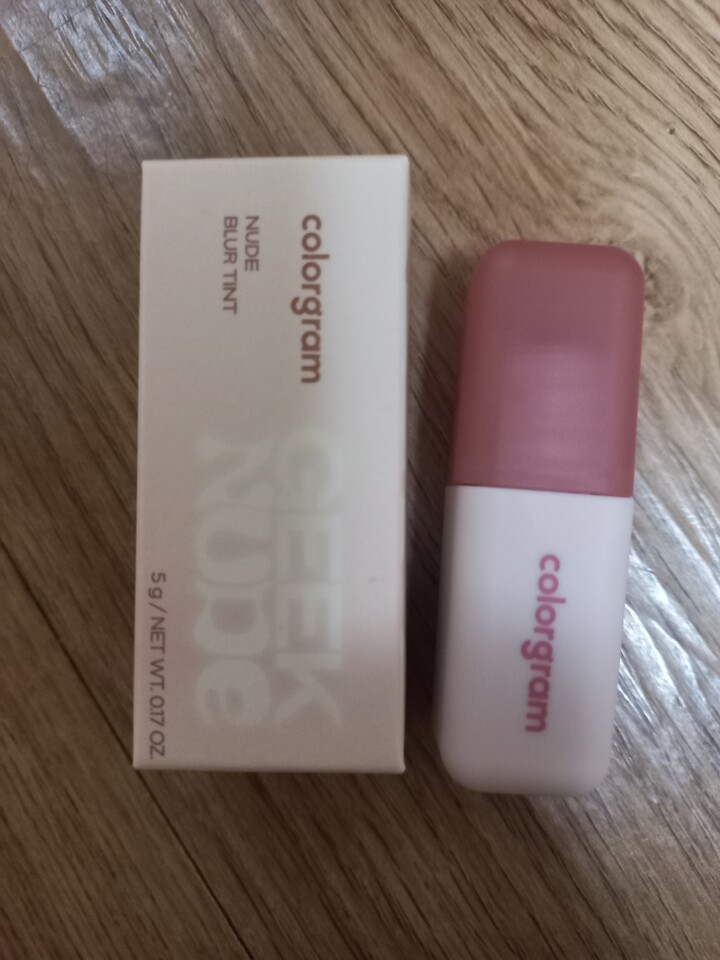 colorgram
NUDE
BLUR TINT
GEEK
NUDe
5 g / NET WT. 0.17 OZ.
colorgram